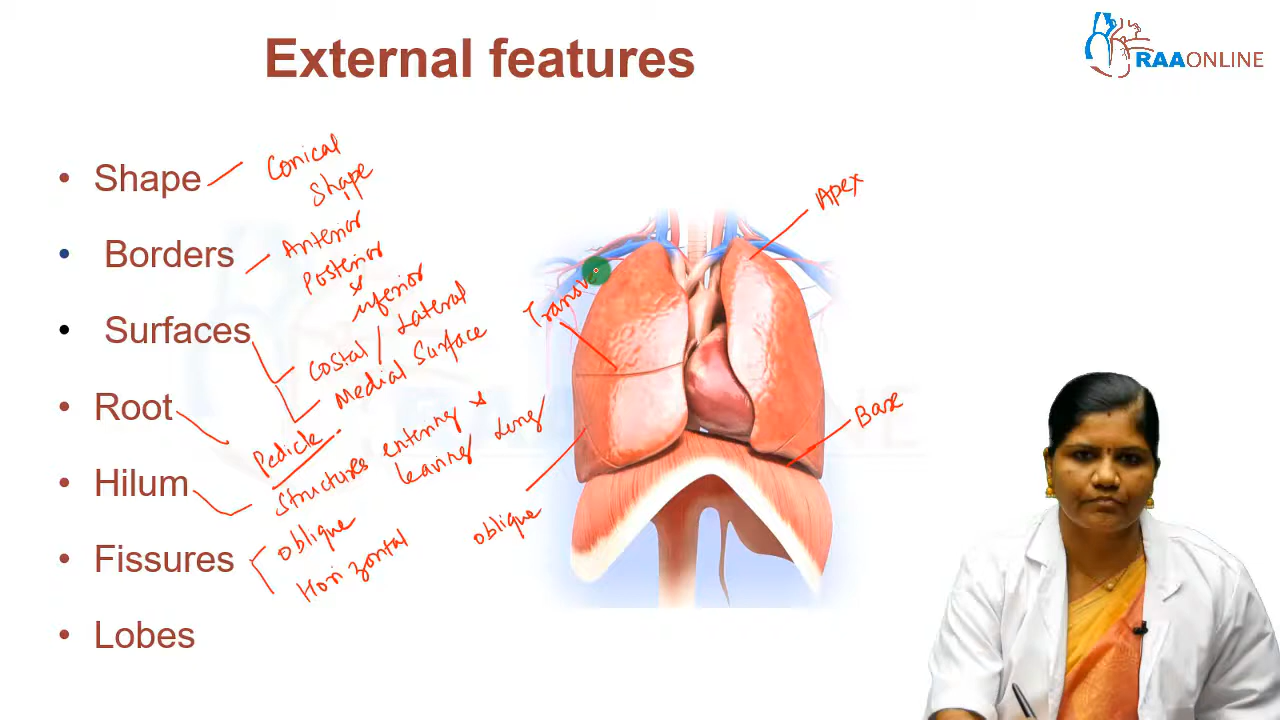 External features
RAAONLINE
• Shape
Conical
Shape
• Borders
Anterior
Posterior
&
inferior
• Surfaces
Costal / Lateral
Medial Surface
• Root
Pedicle
• Hilum
Structures entering &
leaving Lung
• Fissures
oblique
Horizontal
• Lobes
Apex
Transv
Base
oblique